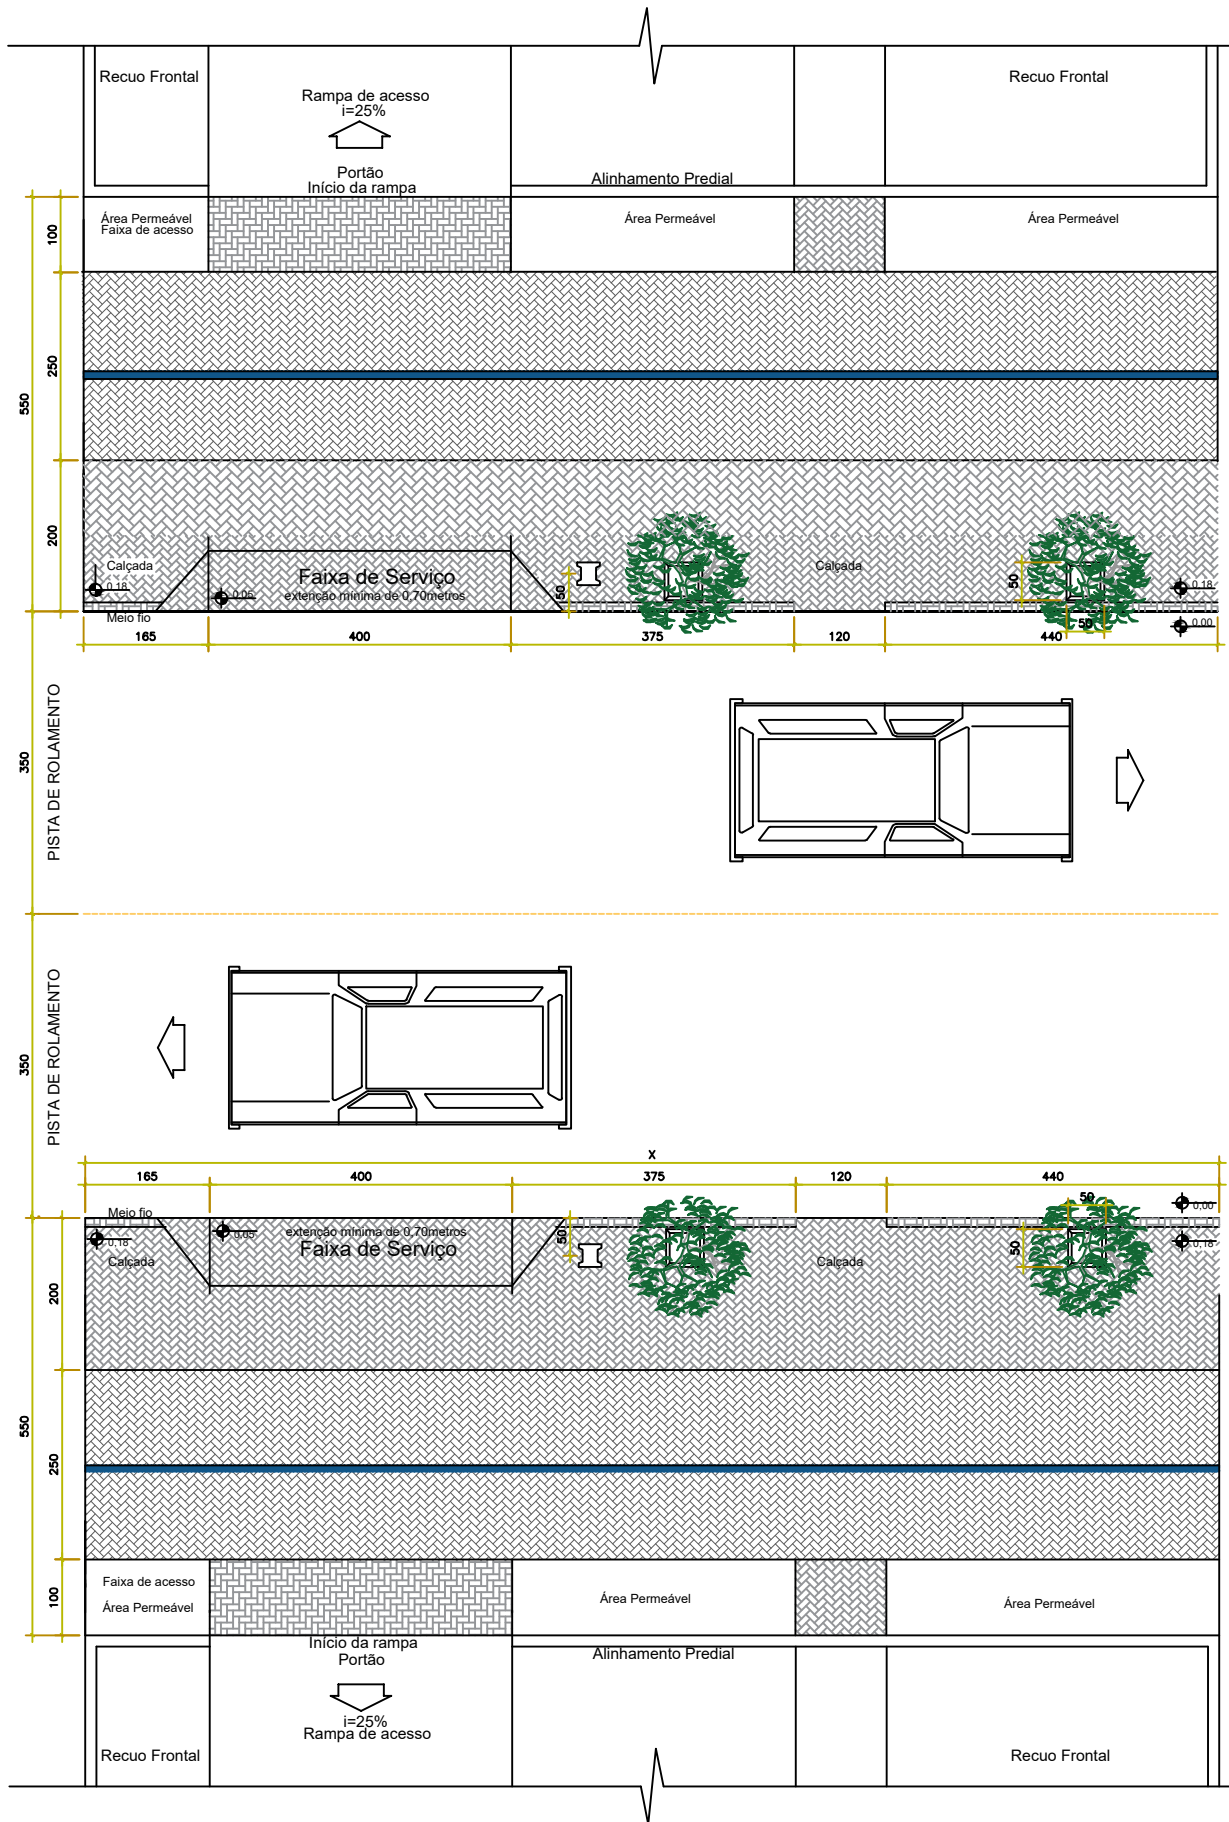 Recuo Frontal
Recuo Frontal
Rampa de acesso
i=25%
Portão
Início da rampa
Alinhamento Predial
Área Permeável
Faixa de acesso
Área Permeável
Área Permeável
100
250
550
200
Calçada
0,18
Faixa de Serviço
0,05
extenção mínima de 0,70metros
50
Calçada
50
0,18
Meio fio
0,00
50
165
400
375
120
440
350
PISTA DE ROLAMENTO
350
PISTA DE ROLAMENTO
X
165
400
375
120
440
50
0,00
Meio fio
0,05
extenção mínima de 0,70metros
0,18
Faixa de Serviço
50
50
0,18
Calçada
Calçada
200
550
250
100
Faixa de acesso
Área Permeável
Área Permeável
Área Permeável
Início da rampa
Portão
Alinhamento Predial
i=25%
Rampa de acesso
Recuo Frontal
Recuo Frontal